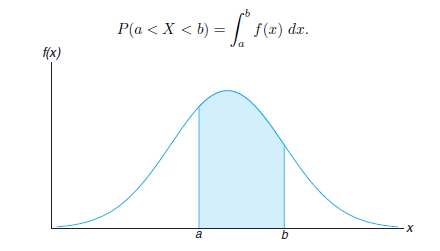 P(a < X < b) = ∫_a^b f(x) dx.
f(x)
a b x